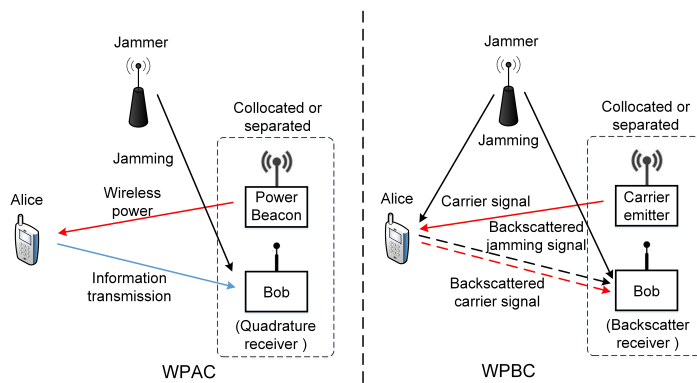 Jammer
Collocated or
separated
Jamming
Alice
Wireless
power
Power
Beacon
Information
transmission
Bob
(Quadrature
receiver )
WPAC
Jammer
Collocated or
separated
Jamming
Alice
Carrier signal
Carrier
emitter
Backscattered
jamming signal
Backscattered
carrier signal
Bob
(Backscatter
receiver )
WPBC